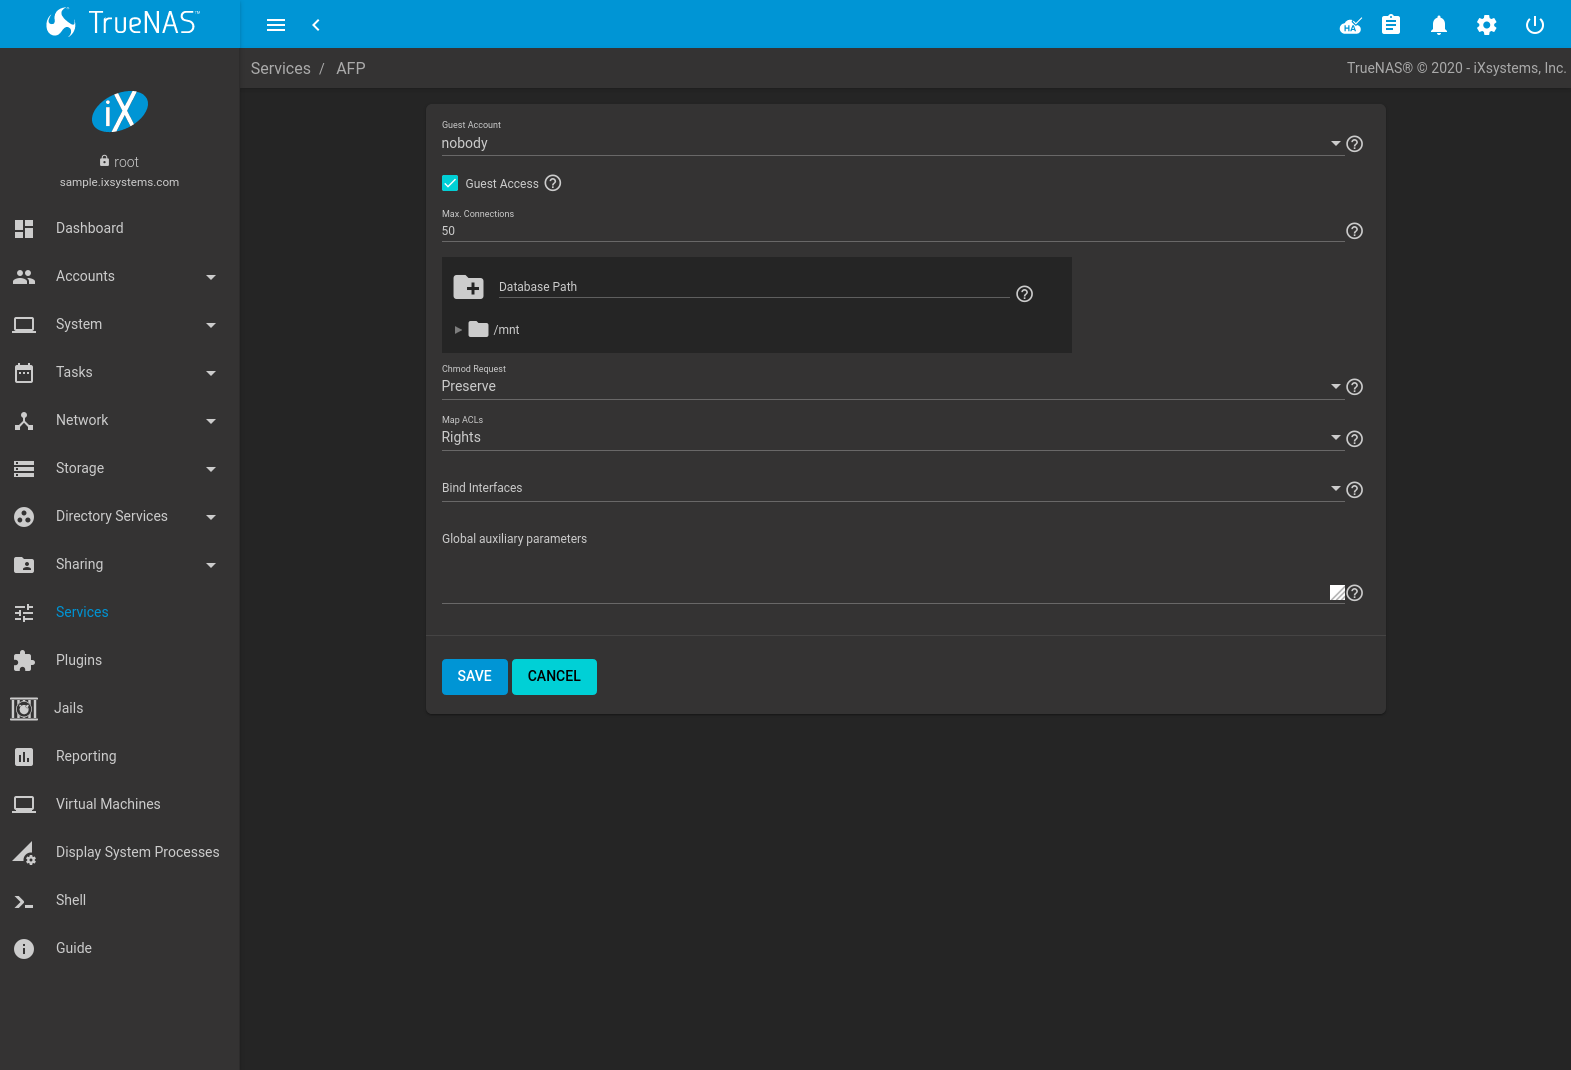 TrueNAS™
HA
Services / AFP
TrueNAS® © 2020 - iXsystems, Inc.
iX
root
sample.ixsystems.com
Dashboard
Accounts
System
Tasks
Network
Storage
Directory Services
Sharing
Services
Plugins
Jails
Reporting
Virtual Machines
Display System Processes
Shell
Guide
Guest Account
nobody
Guest Access
Max. Connections
50
Database Path
/mnt
Chmod Request
Preserve
Map ACLs
Rights
Bind Interfaces
Global auxiliary parameters
SAVE CANCEL